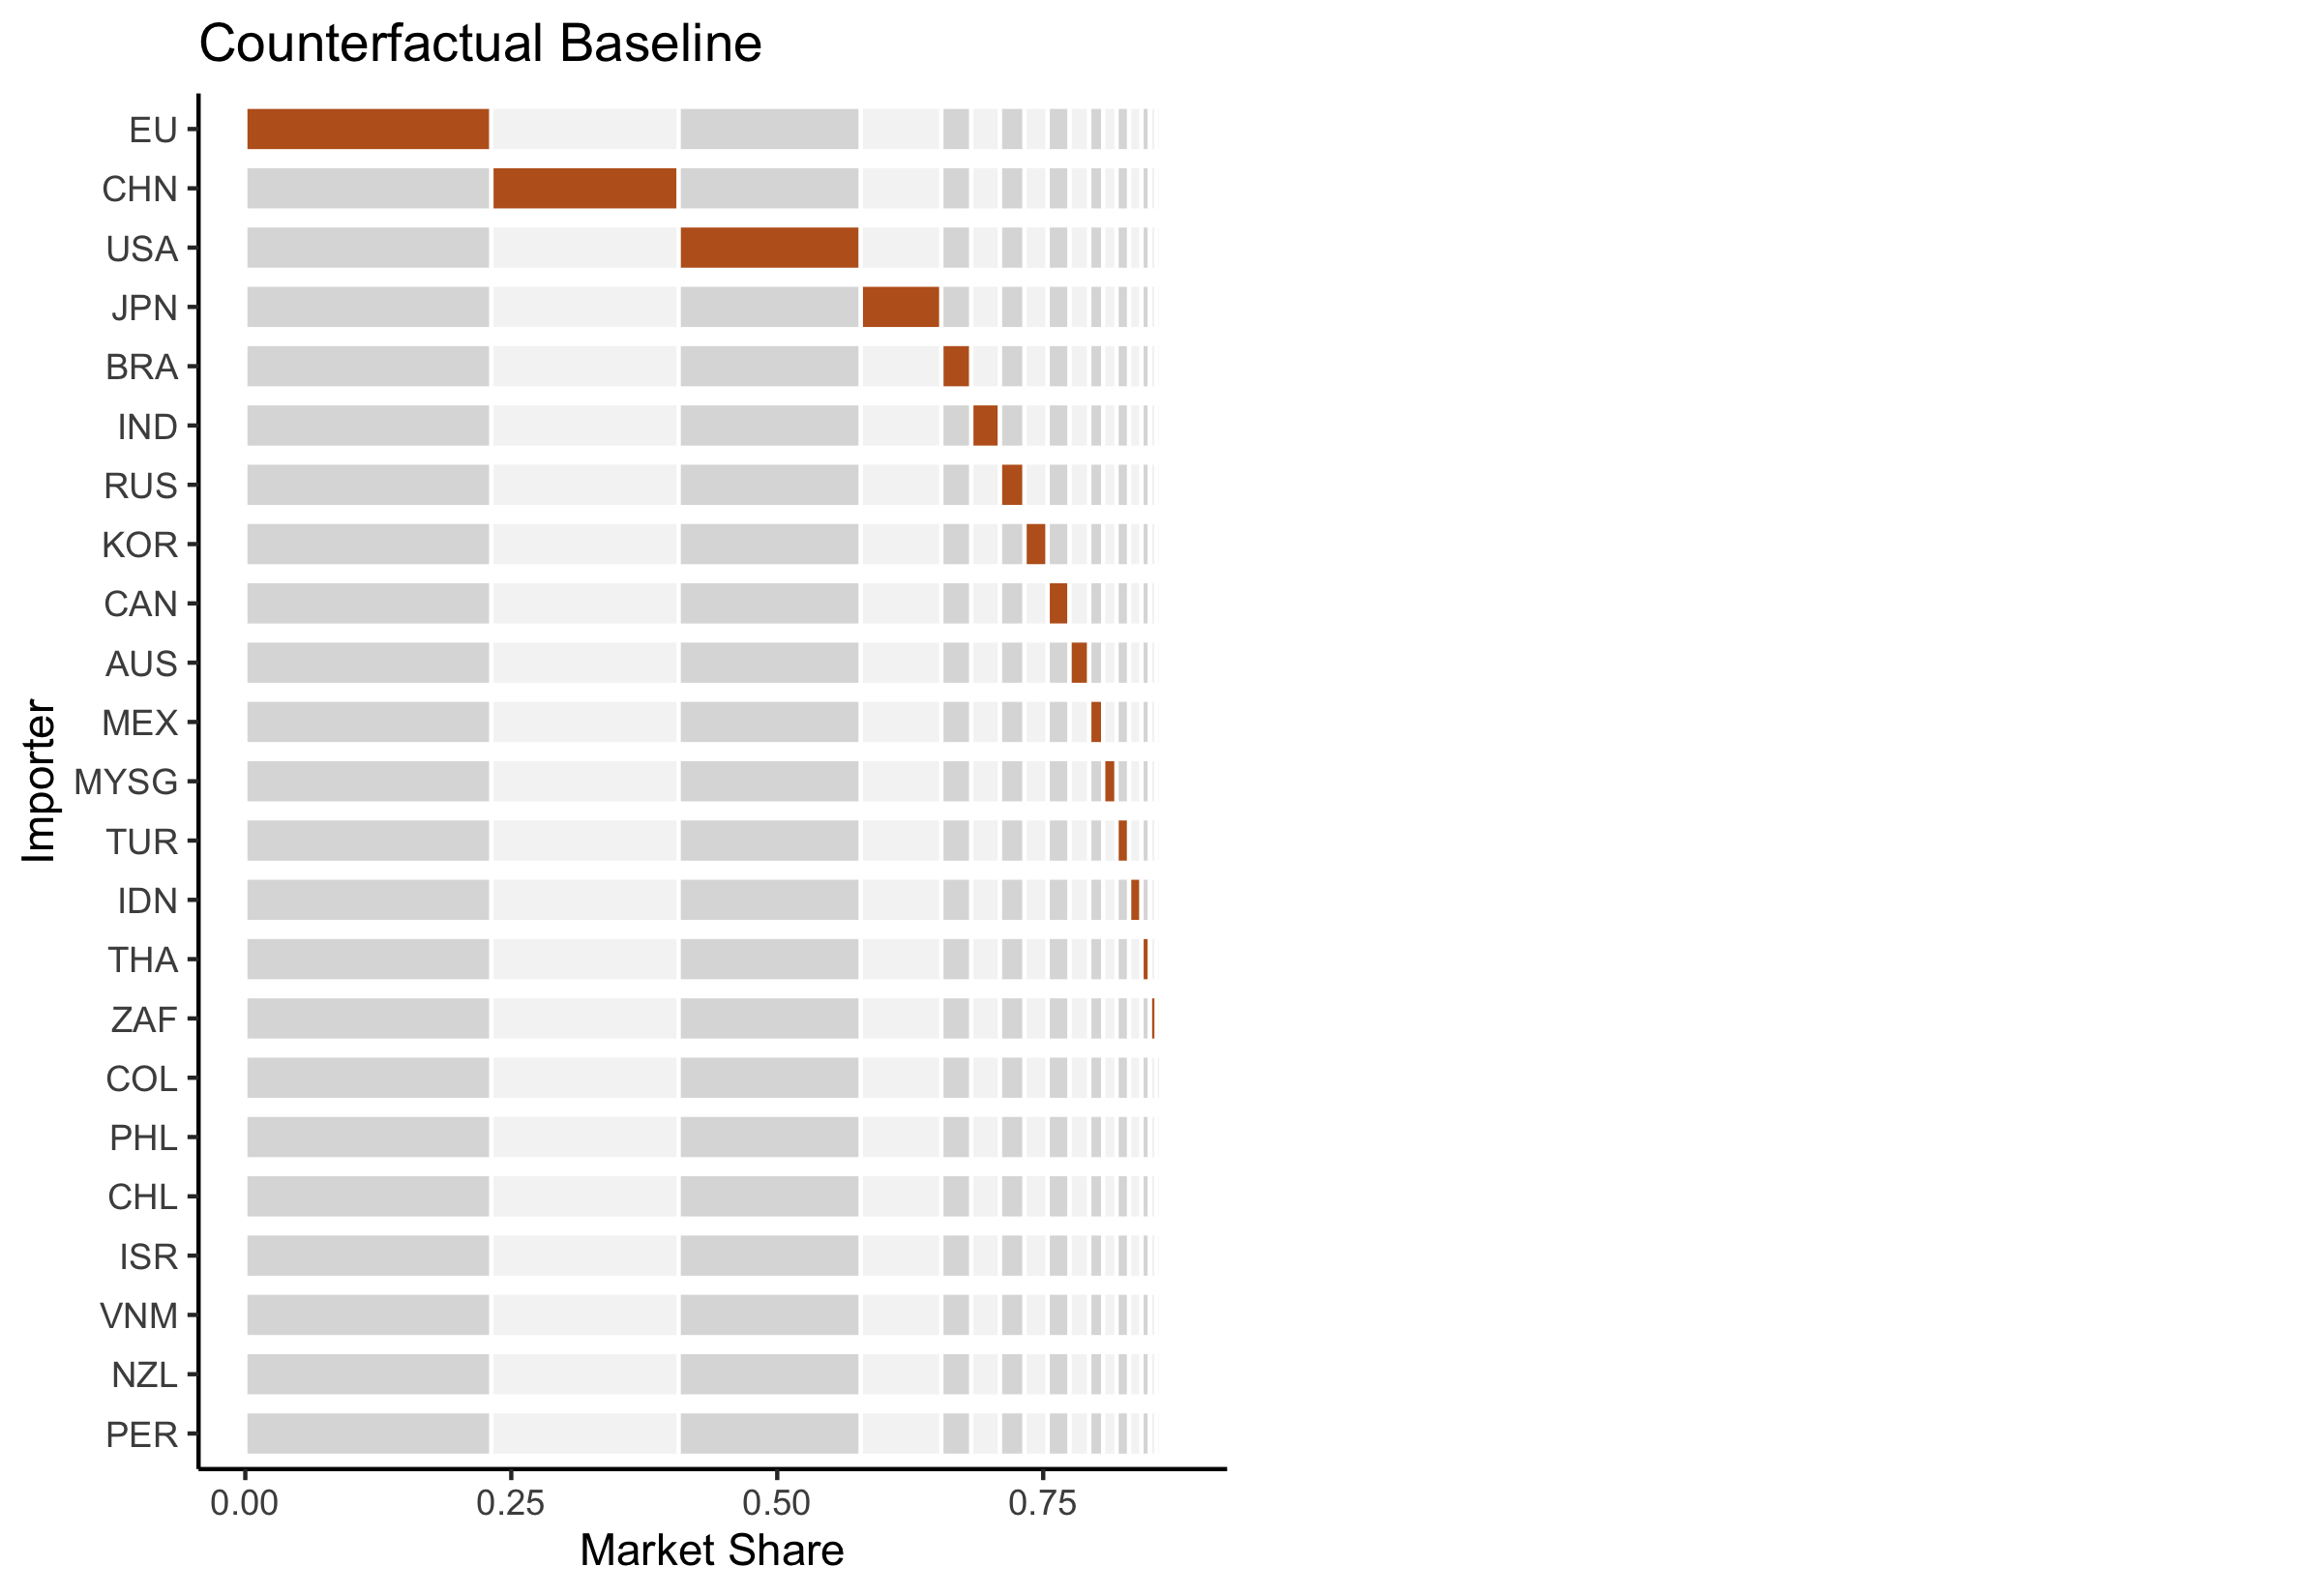 Counterfactual Baseline
EU
CHN
USA
JPN
BRA
IND
RUS
KOR
CAN
AUS
MEX
MYSG
TUR
IDN
THA
ZAF
COL
PHL
CHL
ISR
VNM
NZL
PER
Importer
0.00 0.25 0.50 0.75
Market Share